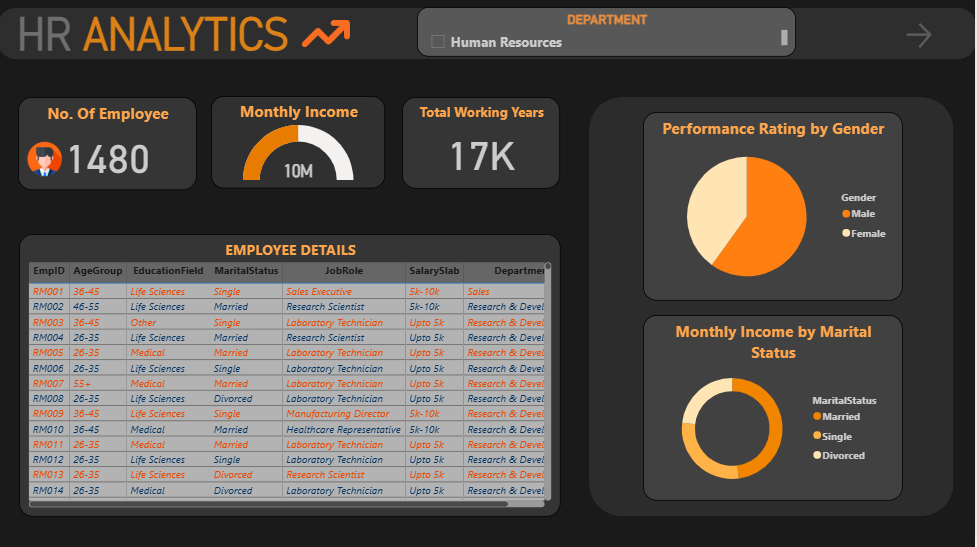 HR ANALYTICS
DEPARTMENT
Human Resources
No. Of Employee
1480
Monthly Income
10M
Total Working Years
17K
EMPLOYEE DETAILS
EmpID AgeGroup EducationField MaritalStatus JobRole SalarySlab Departme
RM001 36-45 Life Sciences Single Sales Executive 5k-10k Sales
RM002 46-55 Life Sciences Married Research Scientist 5k-10k Research & Devel
RM003 36-45 Other Single Laboratory Technician Upto 5k Research & Devel
RM004 26-35 Life Sciences Married Research Scientist Upto 5k Research & Devel
RM005 26-35 Medical Married Laboratory Technician Upto 5k Research & Devel
RM006 26-35 Life Sciences Single Laboratory Technician Upto 5k Research & Devel
RM007 55+ Medical Married Laboratory Technician Upto 5k Research & Devel
RM008 26-35 Life Sciences Divorced Laboratory Technician Upto 5k Research & Devel
RM009 36-45 Life Sciences Single Manufacturing Director 5k-10k Research & Devel
RM010 36-45 Medical Married Healthcare Representative 5k-10k Research & Devel
RM011 26-35 Medical Married Laboratory Technician Upto 5k Research & Devel
RM012 26-35 Life Sciences Single Laboratory Technician Upto 5k Research & Devel
RM013 26-35 Life Sciences Divorced Research Scientist Upto 5k Research & Devel
RM014 26-35 Medical Divorced Laboratory Technician Upto 5k Research & Devel
Performance Rating by Gender
Gender
Male
Female
Monthly Income by Marital
Status
MaritalStatus
Married
Single
Divorced